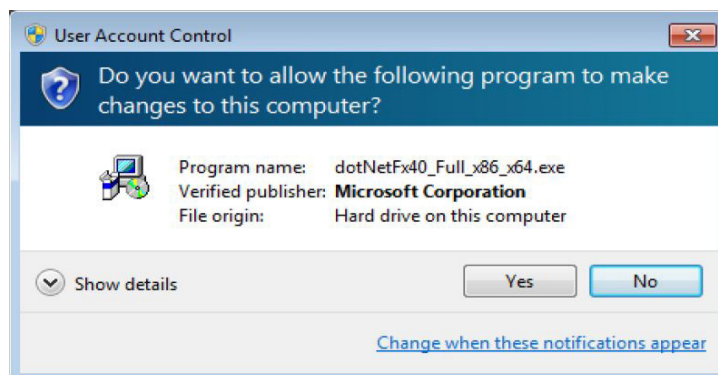 User Account Control
Do you want to allow the following program to make
changes to this computer?
Program name: dotNetFx40_Full_x86_x64.exe
Verified publisher: Microsoft Corporation
File origin: Hard drive on this computer
Show details
Yes
No
Change when these notifications appear